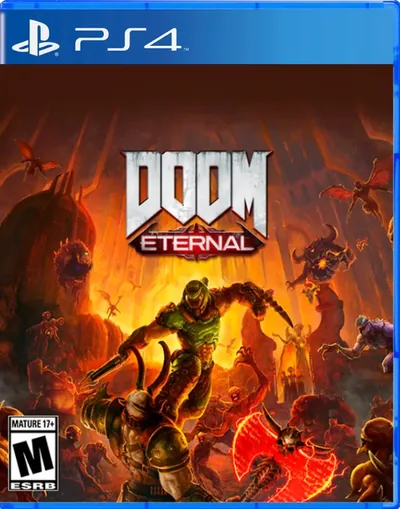 PS4
DOOM
ETERNAL
MATURE 17+
M
ESRB